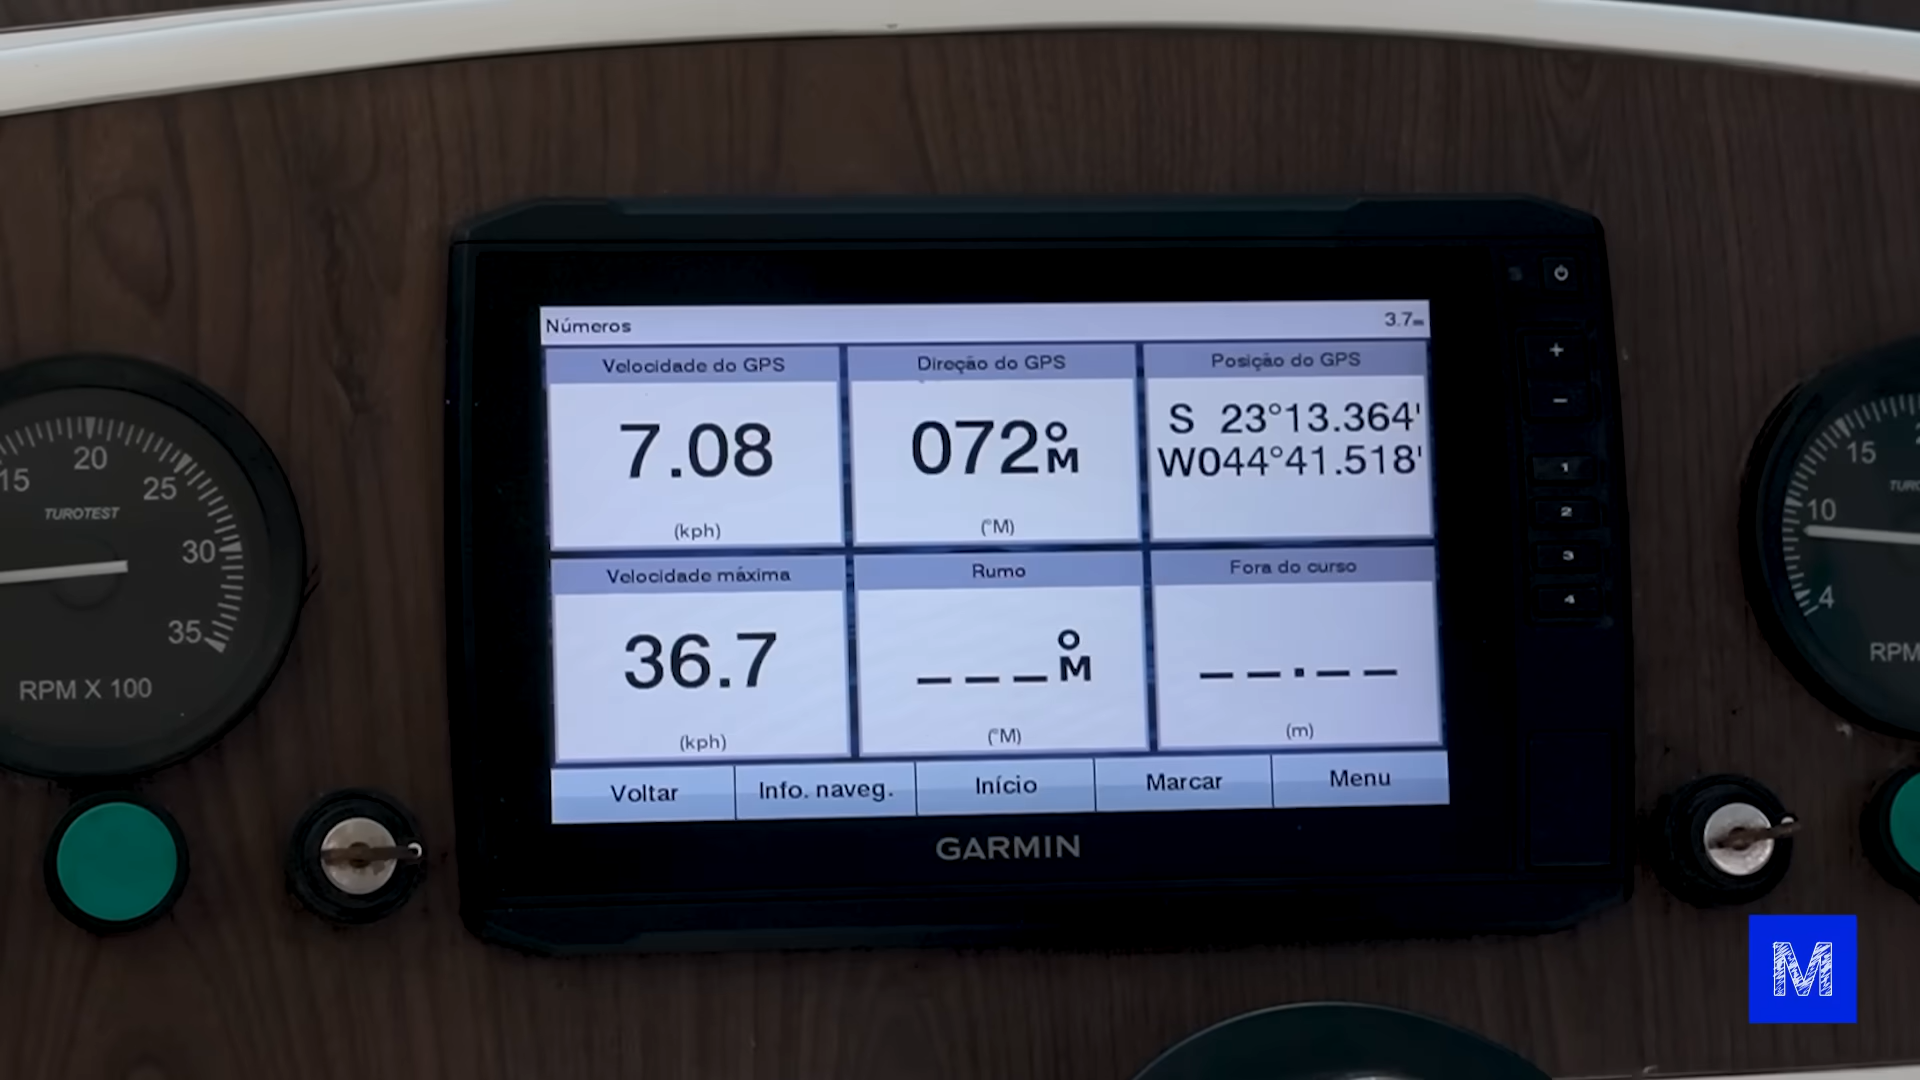 Números 3.7m
Velocidade do GPS
7.08
(kph)
Direção do GPS
072°M
(°M)
Posição do GPS
S 23°13.364'
W044°41.518'
Velocidade máxima
36.7
(kph)
Rumo
___°M
(°M)
Fora do curso
__.__
(m)
Voltar
Info. naveg.
Início
Marcar
Menu
GARMIN
+
-
1
2
3
4
15
20
25
30
35
TUROTEST
RPM X 100
15
10
4
RPM
M